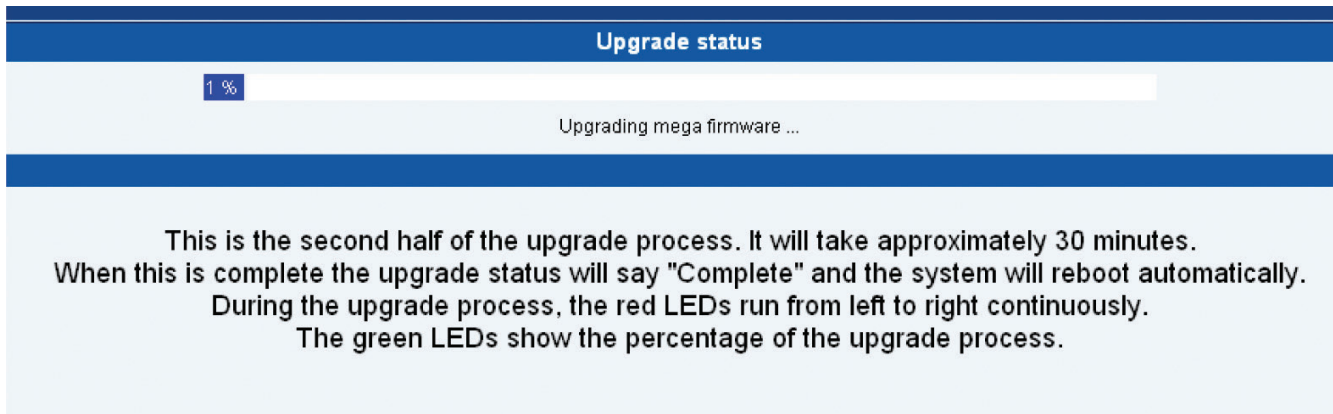 Upgrade status
1 %
Upgrading mega firmware ...
This is the second half of the upgrade process. It will take approximately 30 minutes.
When this is complete the upgrade status will say "Complete" and the system will reboot automatically.
During the upgrade process, the red LEDs run from left to right continuously.
The green LEDs show the percentage of the upgrade process.